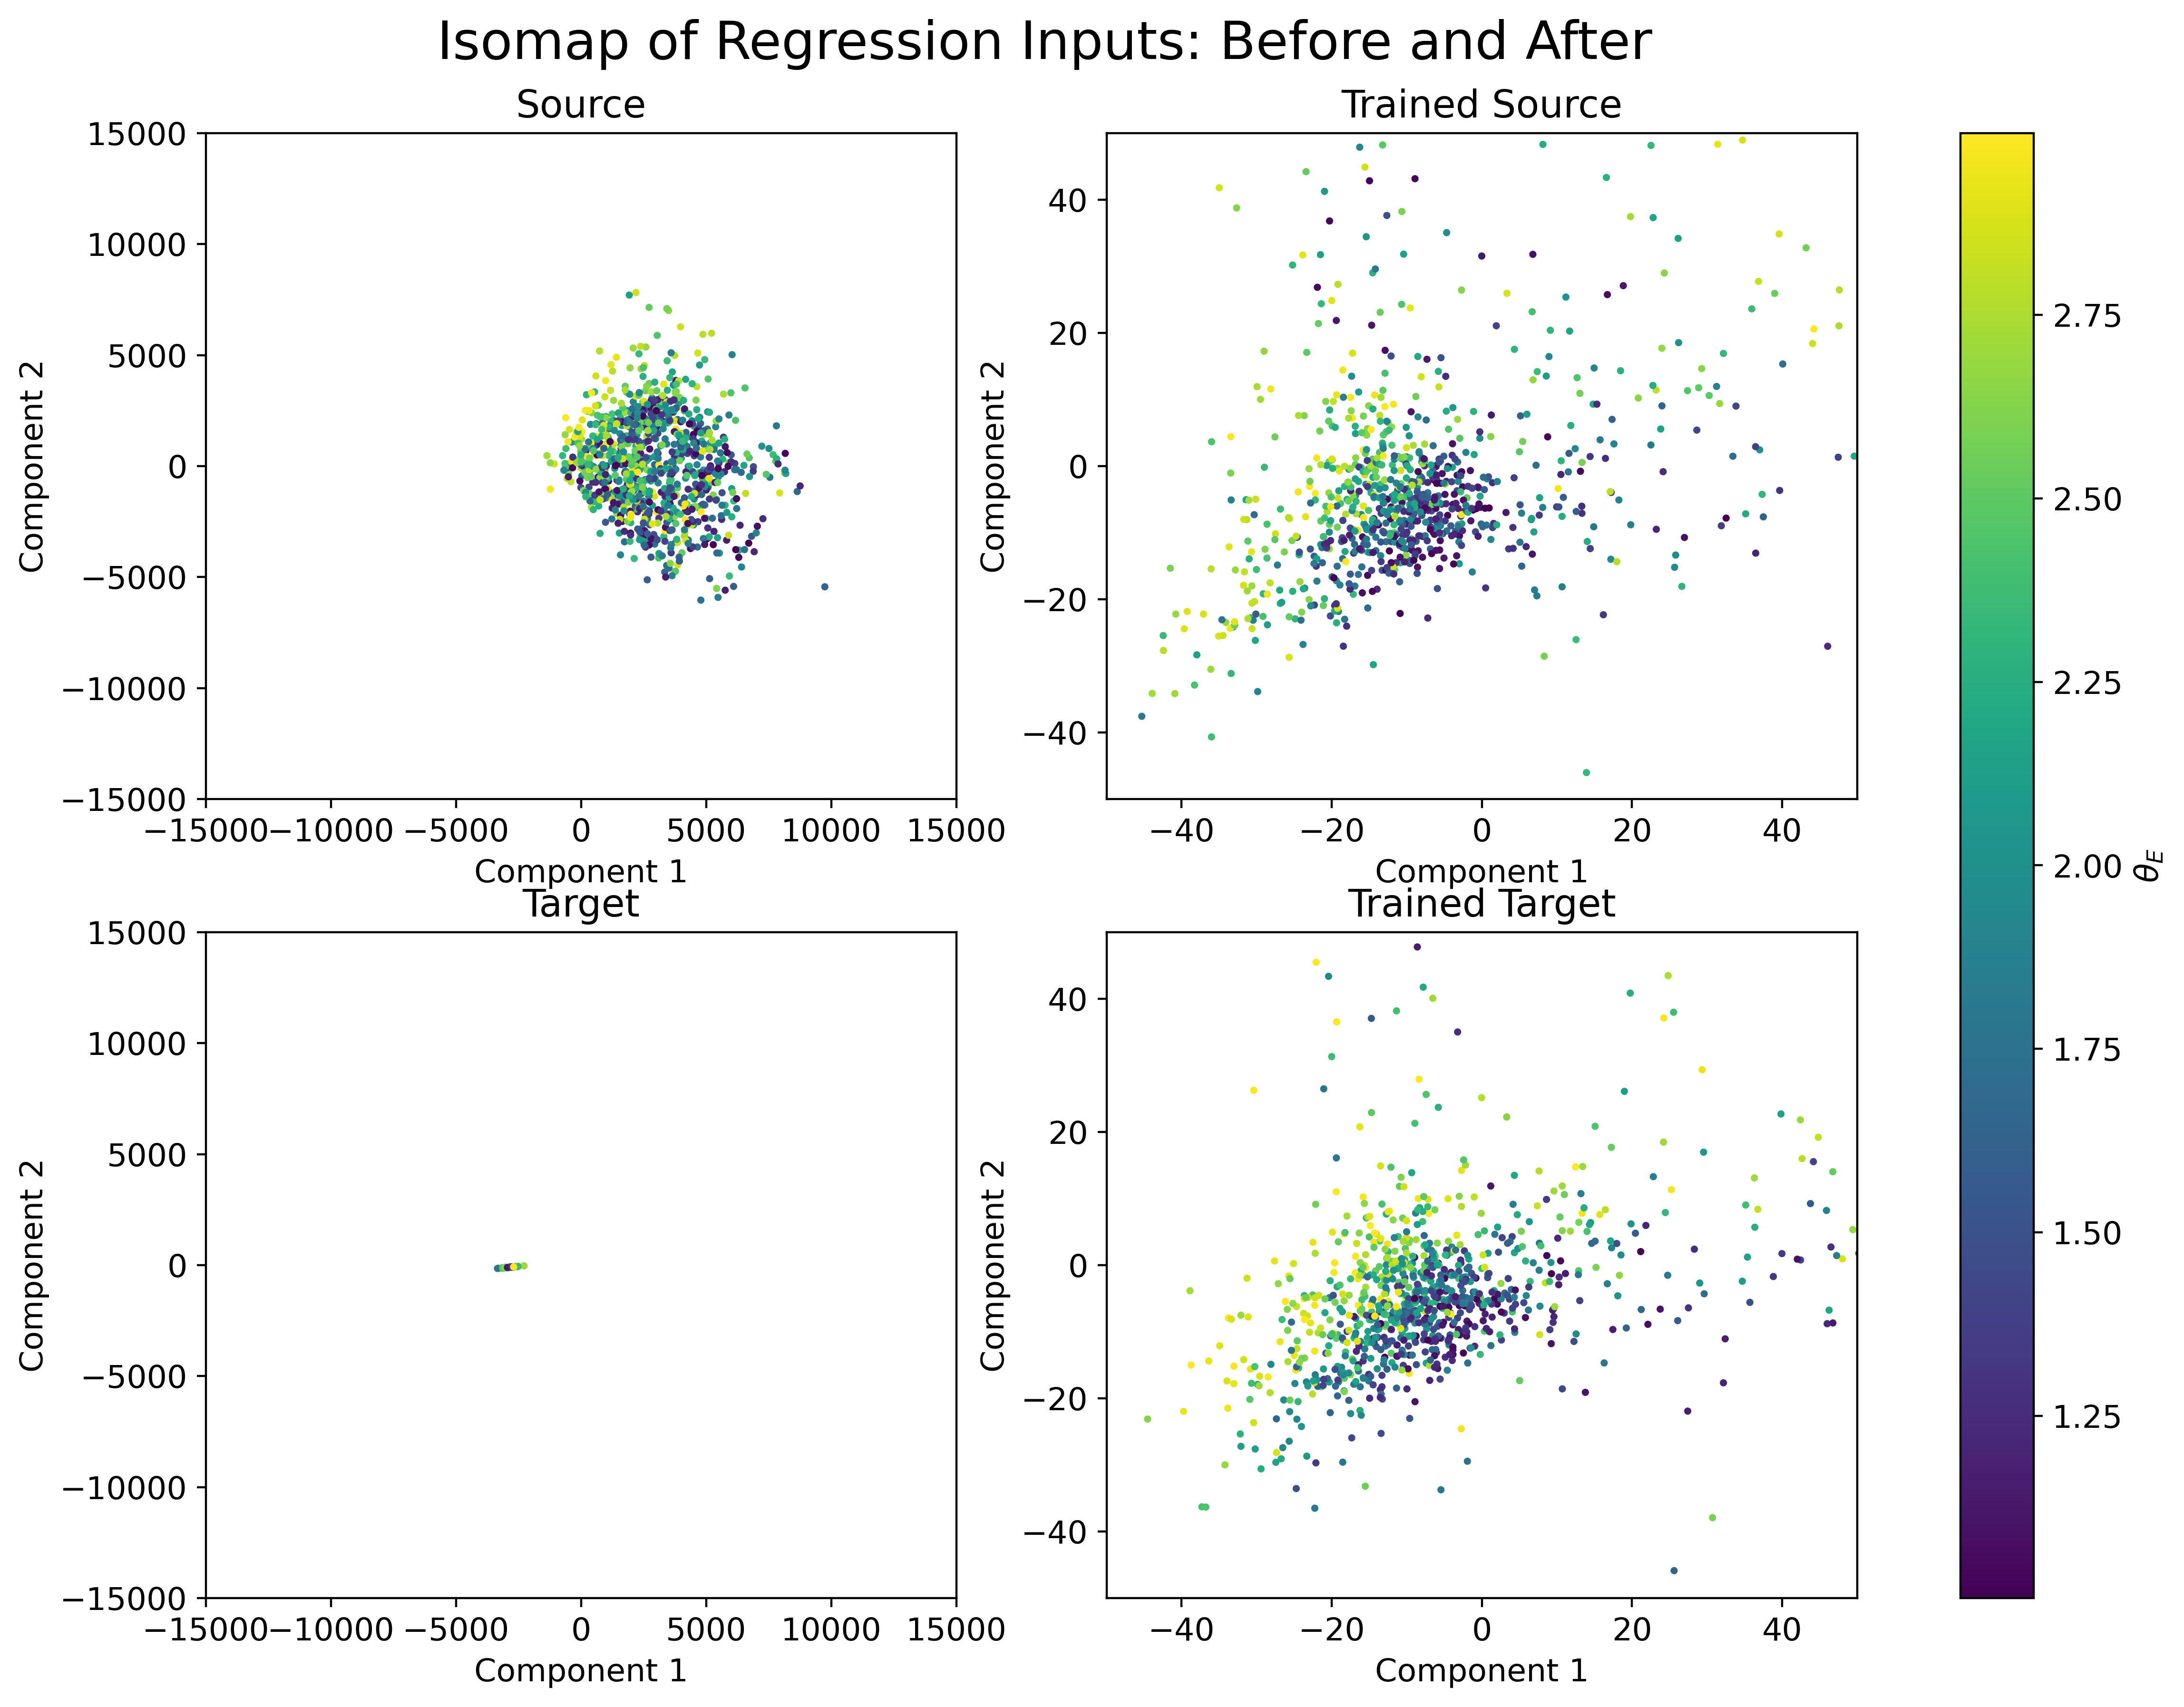 Isomap of Regression Inputs: Before and After
Source
Trained Source
15000
10000
5000
0
−5000
−10000
−15000
Component 2
−15000 −10000 −5000 0 5000 10000 15000
Component 1
40
20
0
−20
−40
Component 2
−40 −20 0 20 40
Component 1
Target
Trained Target
15000
10000
5000
0
−5000
−10000
−15000
Component 2
−15000 −10000 −5000 0 5000 10000 15000
Component 1
40
20
0
−20
−40
Component 2
−40 −20 0 20 40
Component 1
2.75
2.50
2.25
2.00
1.75
1.50
1.25
θE